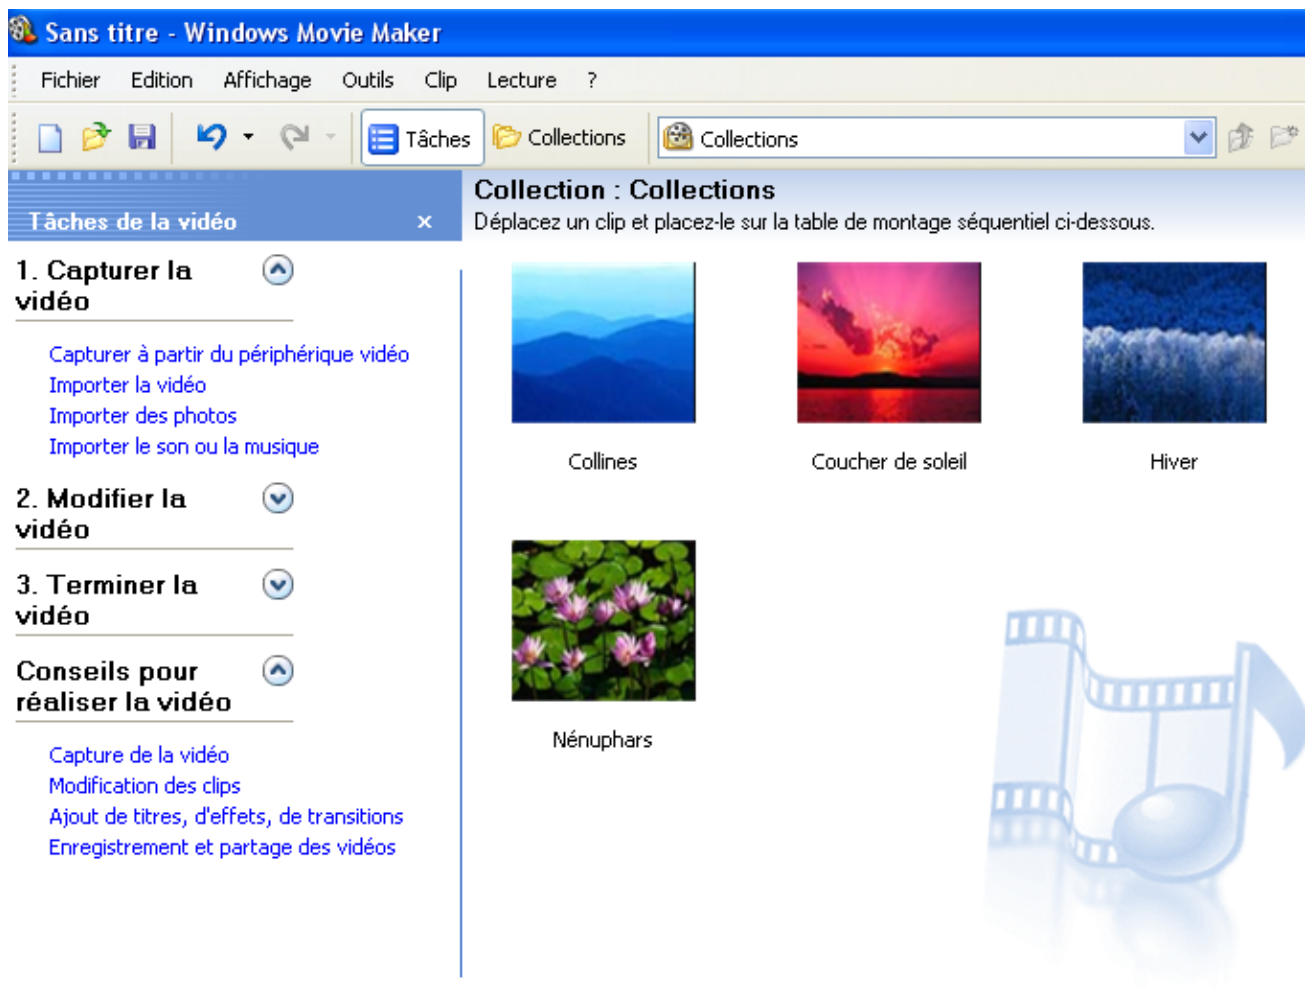 Sans titre - Windows Movie Maker
Fichier Edition Affichage Outils Clip Lecture ?
Tâches Collections Collections
Tâches de la vidéo x
Collection : Collections
Déplacez un clip et placez-le sur la table de montage séquentiel ci-dessous.
1. Capturer la
vidéo
Capturer à partir du périphérique vidéo
Importer la vidéo
Importer des photos
Importer le son ou la musique
2. Modifier la
vidéo
3. Terminer la
vidéo
Conseils pour
réaliser la vidéo
Capture de la vidéo
Modification des clips
Ajout de titres, d'effets, de transitions
Enregistrement et partage des vidéos
Collines
Coucher de soleil
Hiver
Nénuphars